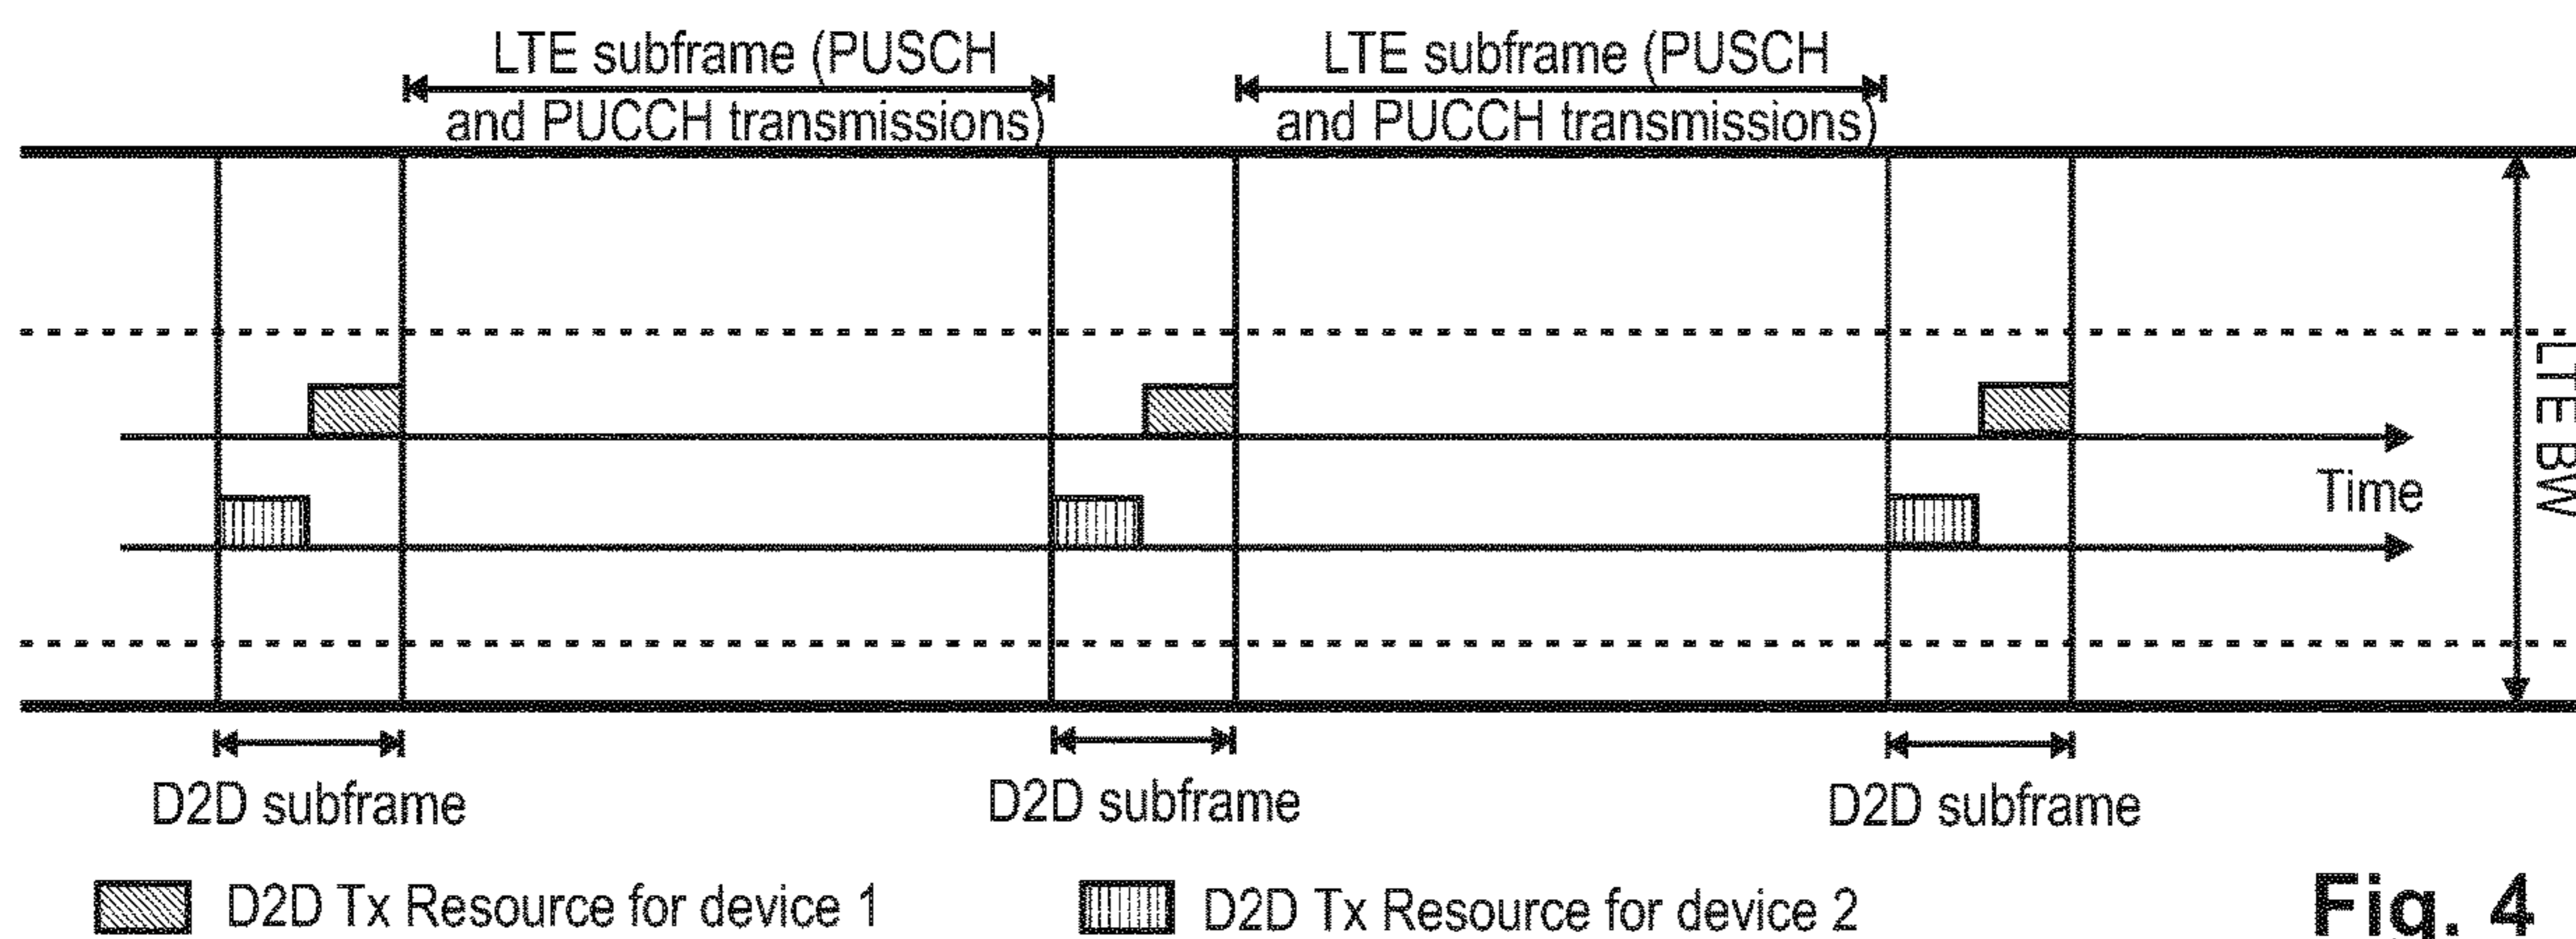 LTE subframe (PUSCH
and PUCCH transmissions)
LTE subframe (PUSCH
and PUCCH transmissions)
LTE BW
Time
D2D subframe
D2D subframe
D2D subframe
D2D Tx Resource for device 1
D2D Tx Resource for device 2
Fig. 4